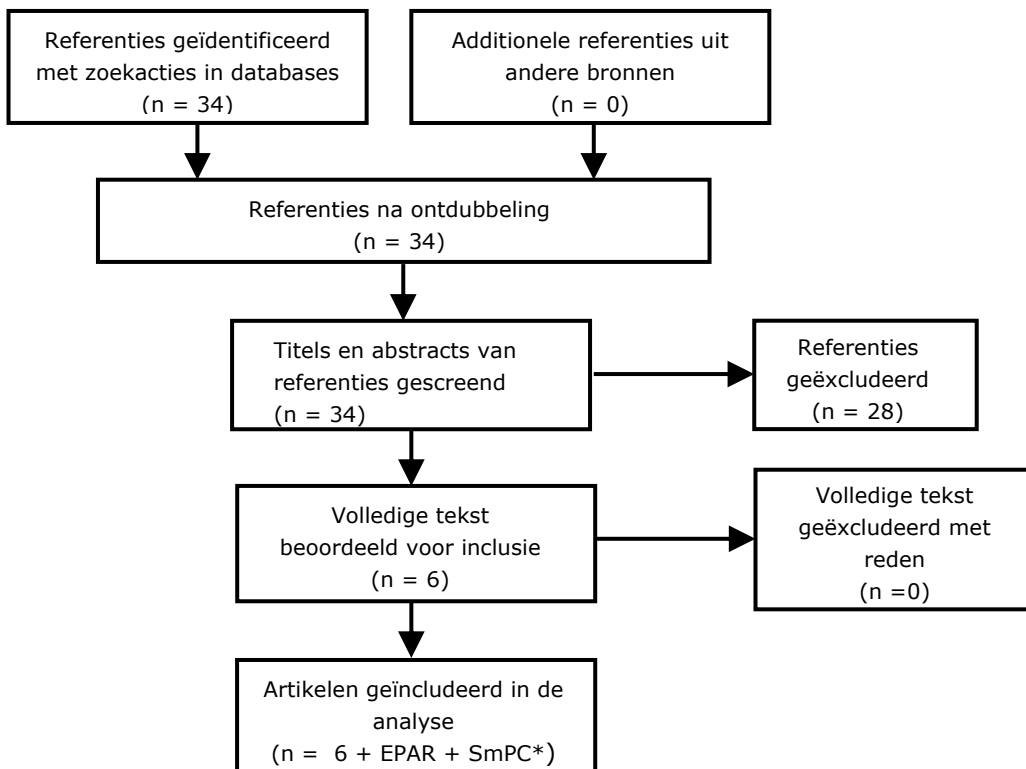 Referenties geïdentificeerd
met zoekacties in databases
(n = 34)
Additionele referenties uit
andere bronnen
(n = 0)
Referenties na ontdubbeling
(n = 34)
Titels en abstracts van
referenties gescreend
(n = 34)
Referenties
geëxcludeerd
(n = 28)
Volledige tekst
beoordeeld voor inclusie
(n = 6)
Volledige tekst
geëxcludeerd met
reden
(n =0)
Artikelen geïncludeerd in de
analyse
(n =  6 + EPAR + SmPC*)